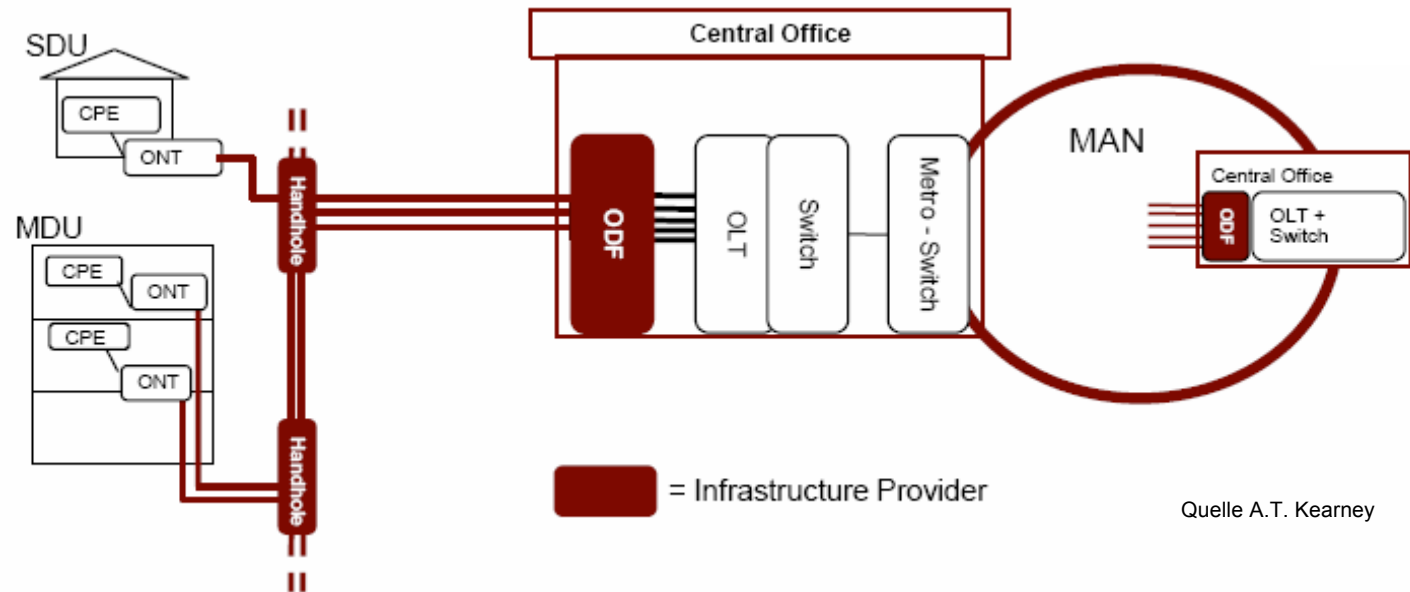 SDU
CPE
ONT
MDU
CPE
ONT
CPE
ONT
Handhole
Handhole
Central Office
ODF
OLT
Switch
Metro - Switch
MAN
Central Office
ODF
OLT +
Switch
= Infrastructure Provider
Quelle A.T. Kearney